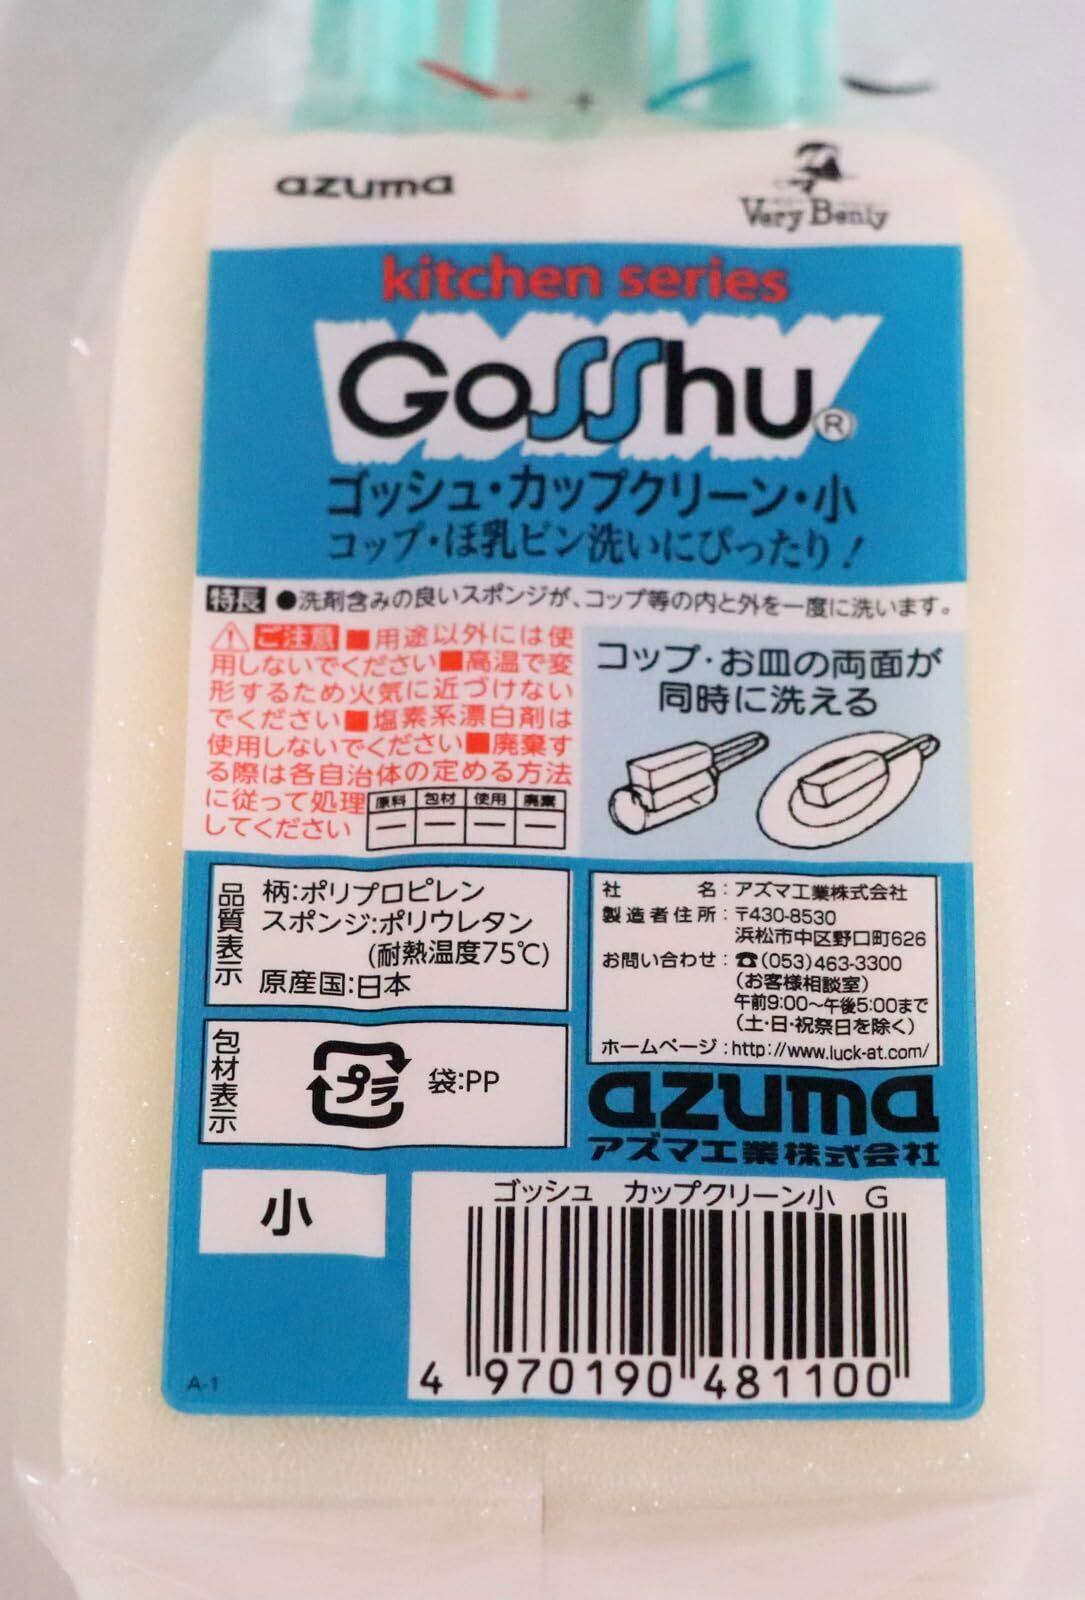 azuma
Very Benly
kitchen series
Gosshu®
ゴッシュ・カップクリーン・小
コップ・ほ乳ビン洗いにぴったり!
特長 ●洗剤含みの良いスポンジが、コップ等の内と外を一度に洗います。
⚠ご注意■用途以外には使
用しないでください■高温で変
形するため火気に近づけない
でください■塩素系漂白剤は
使用しないでください■廃棄す
る際は各自治体の定める方法
に従って処理
してください
原料 包材 使用 廃棄
— — — —
コップ・お皿の両面が
同時に洗える
品質表示
柄:ポリプロピレン
スポンジ:ポリウレタン
(耐熱温度75℃)
原産国:日本
包材表示
プラ
袋:PP
社名:アズマ工業株式会社
製造者住所:〒430-8530
浜松市中区野口町626
お問い合わせ:☎(053)463-3300
(お客様相談室)
午前9:00〜午後5:00まで
(土・日・祝祭日を除く)
ホームページ:http://www.luck-at.com/
azuma
アズマ工業株式会社
小
ゴッシュ カップクリーン小 G
4 970190 481100
A-1